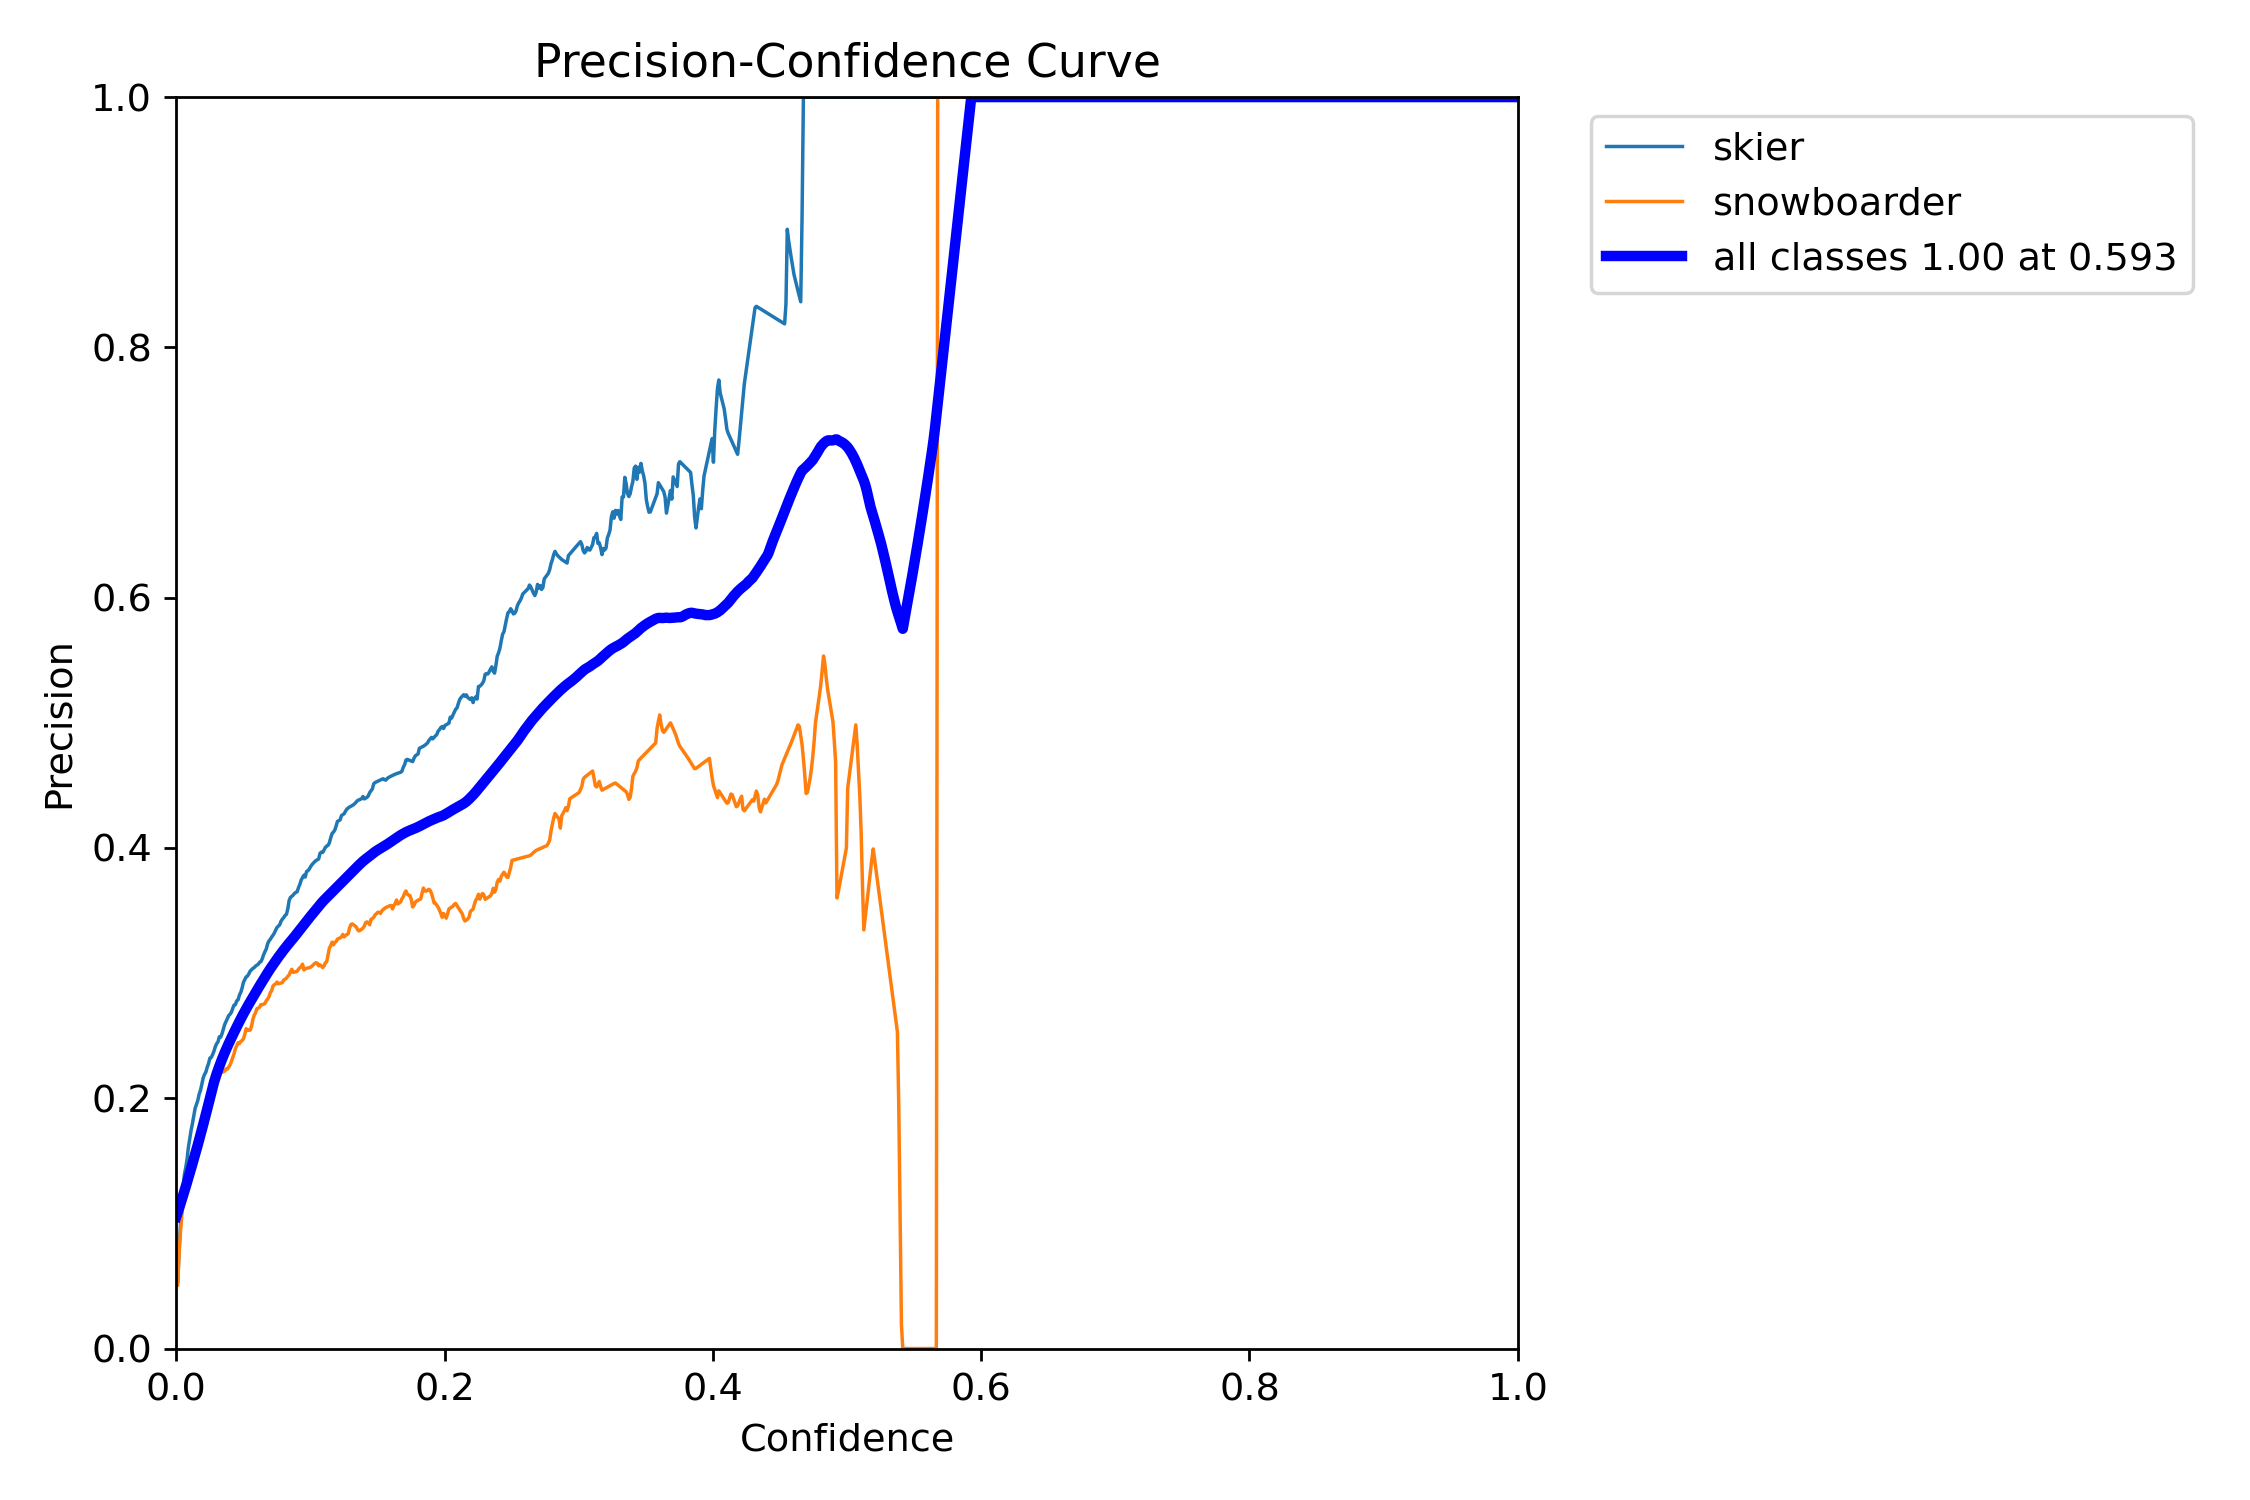 Precision-Confidence Curve
1.0
0.8
0.6
0.4
0.2
0.0
Precision
0.0 0.2 0.4 0.6 0.8 1.0
Confidence
skier
snowboarder
all classes 1.00 at 0.593